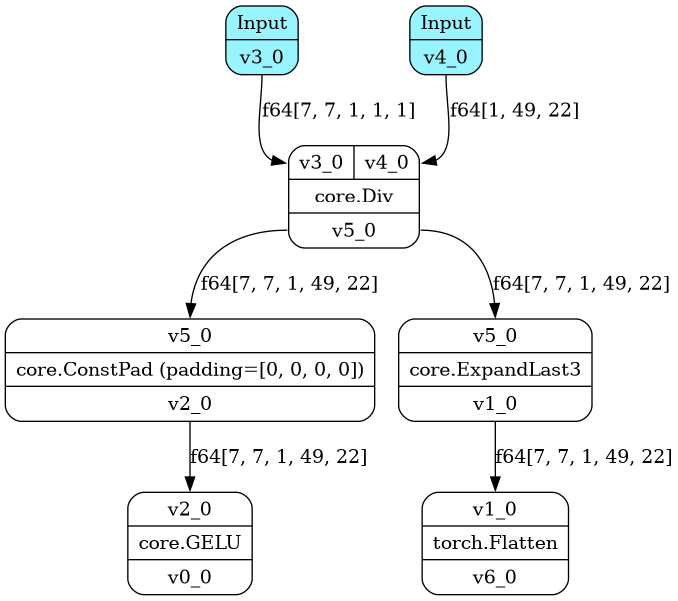 Input
v3_0
Input
v4_0
f64[7, 7, 1, 1, 1]
f64[1, 49, 22]
v3_0
v4_0
core.Div
v5_0
f64[7, 7, 1, 49, 22]
f64[7, 7, 1, 49, 22]
v5_0
core.ConstPad (padding=[0, 0, 0, 0])
v2_0
v5_0
core.ExpandLast3
v1_0
f64[7, 7, 1, 49, 22]
f64[7, 7, 1, 49, 22]
v2_0
core.GELU
v0_0
v1_0
torch.Flatten
v6_0